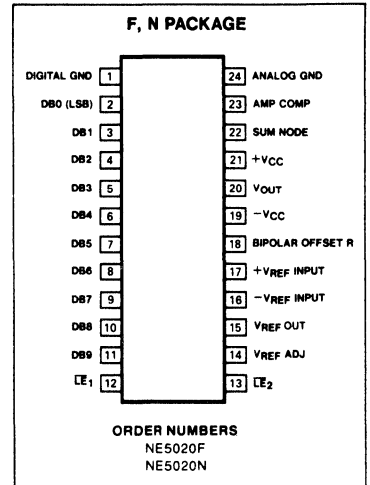 F, N PACKAGE
DIGITAL GND 1
DB0 (LSB) 2
DB1 3
DB2 4
DB3 5
DB4 6
DB5 7
DB6 8
DB7 9
DB8 10
DB9 11
L̅E̅1 12
24 ANALOG GND
23 AMP COMP
22 SUM NODE
21 +VCC
20 VOUT
19 −VCC
18 BIPOLAR OFFSET R
17 +VREF INPUT
16 −VREF INPUT
15 VREF OUT
14 VREF ADJ
13 L̅E̅2
ORDER NUMBERS
NE5020F
NE5020N